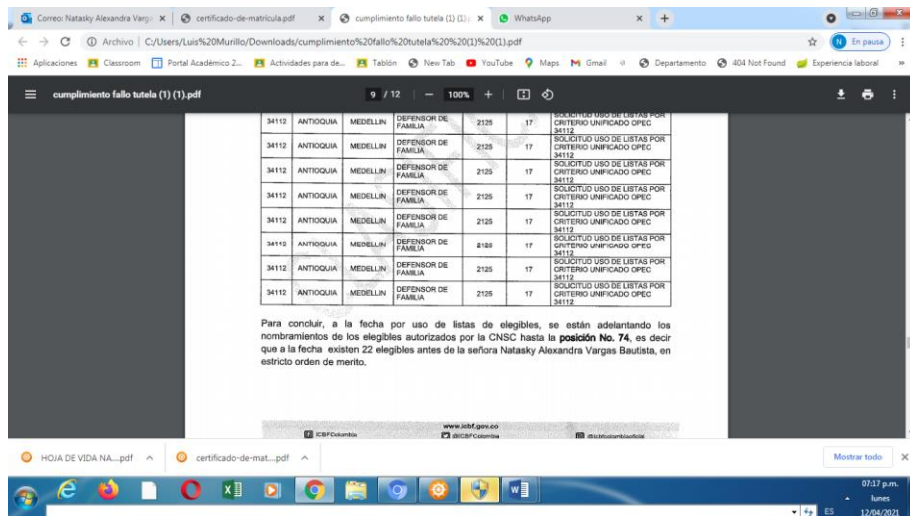 Correo: Natasky Alexandra Varga
certificado-de-matrícula.pdf
cumplimiento fallo tutela (1) (1).p
WhatsApp
Archivo | C:/Users/Luis%20Murillo/Downloads/cumplimiento%20fallo%20tutela%20%20(1)%20(1).pdf
N En pausa
Aplicaciones Classroom Portal Académico 2... Actividades para de... Tablón New Tab YouTube Maps Gmail Departamento 404 Not Found Experiencia laboral
cumplimiento fallo tutela (1) (1).pdf 9 / 12 100%
34112 ANTIOQUIA MEDELLIN DEFENSOR DE FAMILIA 2125 17 SOLICITUD USO DE LISTAS POR CRITERIO UNIFICADO OPEC 34112
34112 ANTIOQUIA MEDELLIN DEFENSOR DE FAMILIA 2125 17 SOLICITUD USO DE LISTAS POR CRITERIO UNIFICADO OPEC 34112
34112 ANTIOQUIA MEDELLIN DEFENSOR DE FAMILIA 2125 17 SOLICITUD USO DE LISTAS POR CRITERIO UNIFICADO OPEC 34112
34112 ANTIOQUIA MEDELLIN DEFENSOR DE FAMILIA 2125 17 SOLICITUD USO DE LISTAS POR CRITERIO UNIFICADO OPEC 34112
34112 ANTIOQUIA MEDELLIN DEFENSOR DE FAMILIA 2125 17 SOLICITUD USO DE LISTAS POR CRITERIO UNIFICADO OPEC 34112
34112 ANTIOQUIA MEDELLIN DEFENSOR DE FAMILIA 2125 17 SOLICITUD USO DE LISTAS POR CRITERIO UNIFICADO OPEC 34112
34112 ANTIOQUIA MEDELLIN DEFENSOR DE FAMILIA 2125 17 SOLICITUD USO DE LISTAS POR CRITERIO UNIFICADO OPEC 34112
34112 ANTIOQUIA MEDELLIN DEFENSOR DE FAMILIA 2125 17 SOLICITUD USO DE LISTAS POR CRITERIO UNIFICADO OPEC 34112
Para concluir, a la fecha por uso de listas de elegibles, se están adelantando los
nombramientos de los elegibles autorizados por la CNSC hasta la posición No. 74, es decir
que a la fecha existen 22 elegibles antes de la señora Natasky Alexandra Vargas Bautista, en
estricto orden de merito.
www.icbf.gov.co
ICBFColombia @ICBFColombia @icbfcolombiaoficial
HOJA DE VIDA NA....pdf certificado-de-mat....pdf Mostrar todo
07:17 p.m.
lunes
ES 12/04/2021